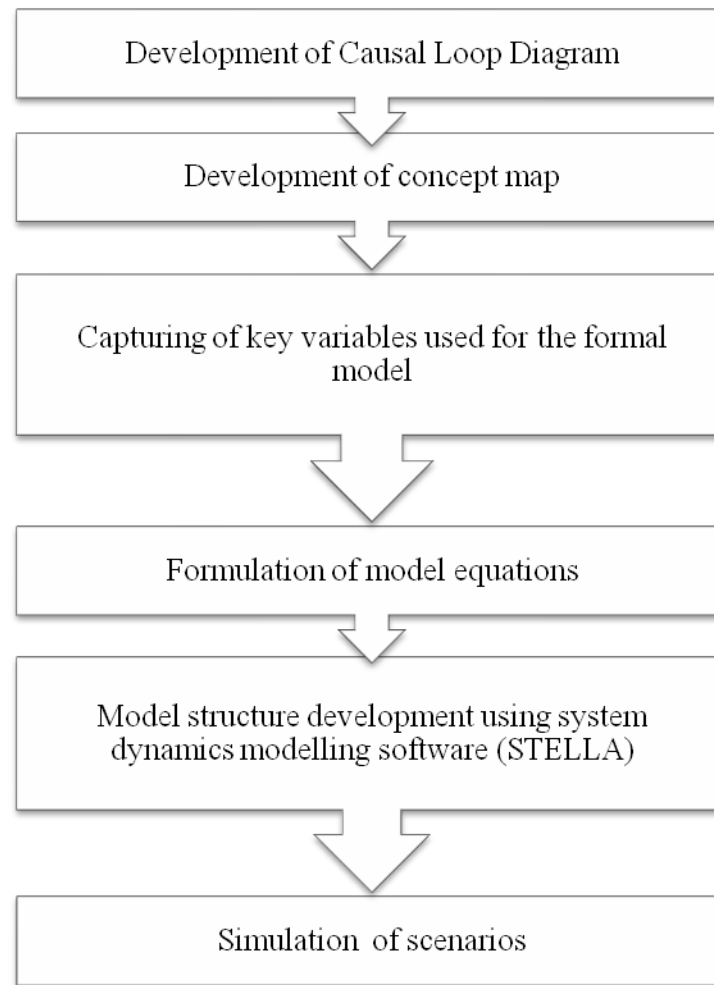 Development of Causal Loop Diagram
Development of concept map
Capturing of key variables used for the formal
model
Formulation of model equations
Model structure development using system
dynamics modelling software (STELLA)
Simulation of scenarios